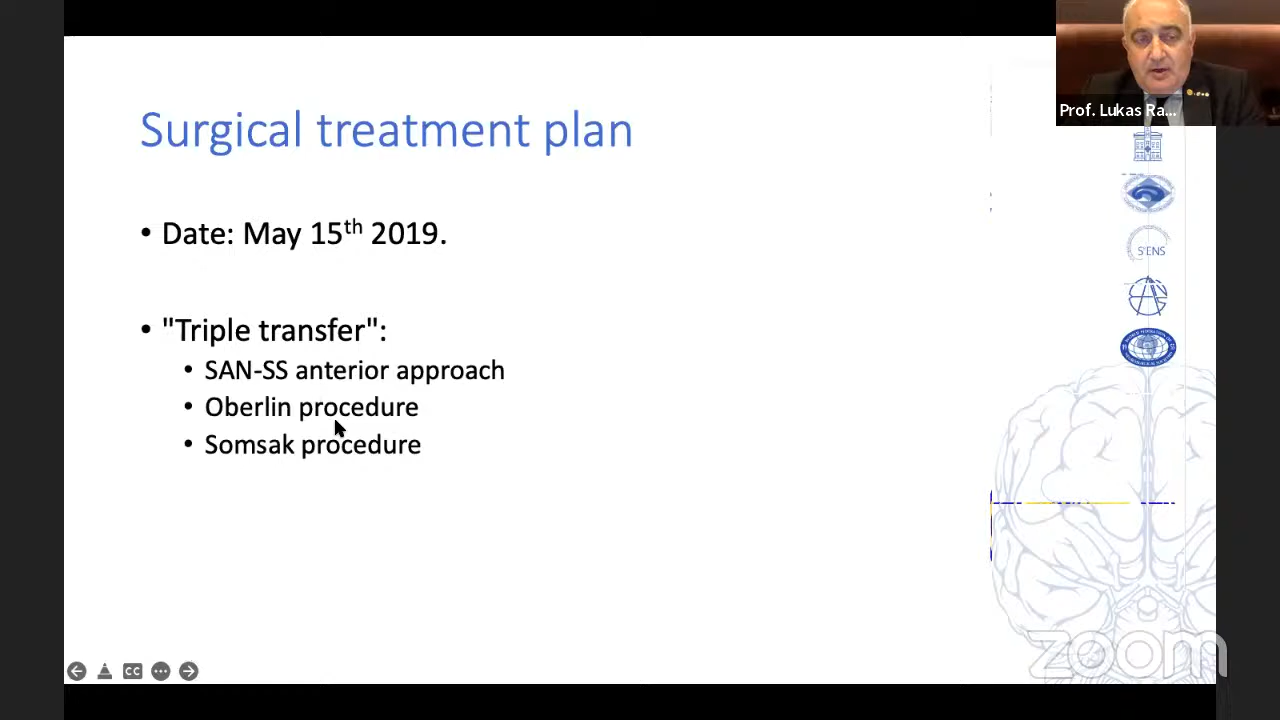 Prof. Lukas Ra...
Surgical treatment plan
• Date: May 15th 2019.
• "Triple transfer":
• SAN-SS anterior approach
• Oberlin procedure
• Somsak procedure
SENS
CC
zoom